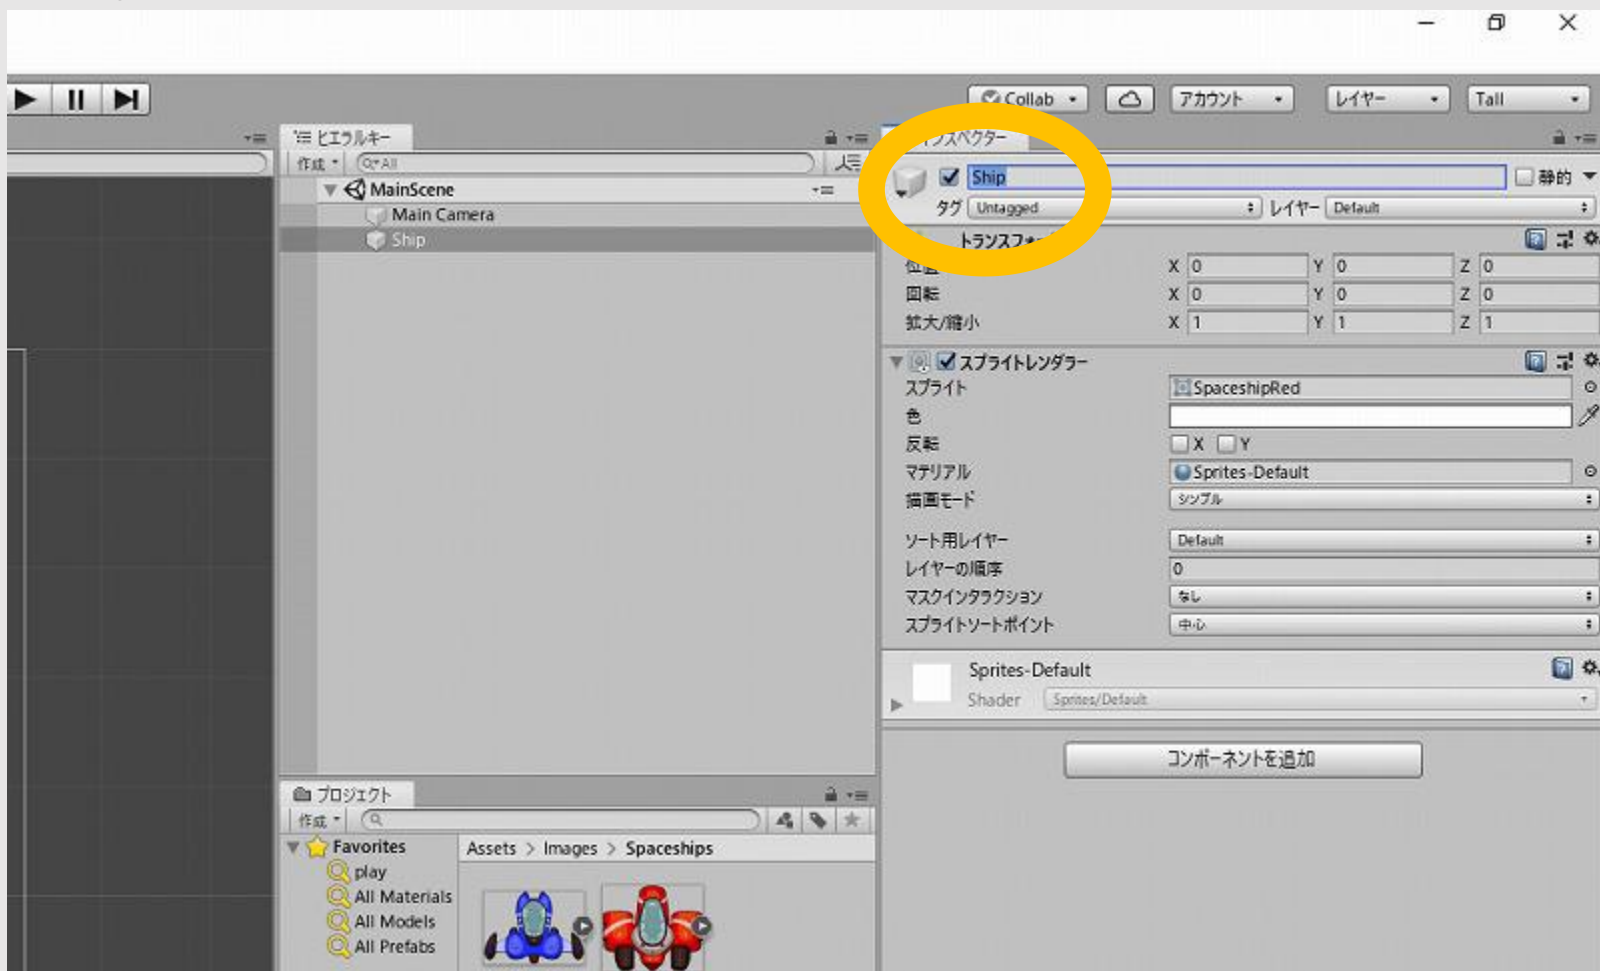 Collab
アカウント
レイヤー
Tall
ヒエラルキー
作成
All
MainScene
Main Camera
Ship
ンスペクター
Ship
静的
タグ
Untagged
レイヤー
Default
トランスフォ
位置
X 0 Y 0 Z 0
回転
X 0 Y 0 Z 0
拡大/縮小
X 1 Y 1 Z 1
スプライトレンダラー
スプライト
SpaceshipRed
色
反転
X Y
マテリアル
Sprites-Default
描画モード
シンプル
ソート用レイヤー
Default
レイヤーの順序
0
マスクインタラクション
なし
スプライトソートポイント
中心
Sprites-Default
Shader
Sprites/Default
コンポーネントを追加
プロジェクト
作成
Favorites
play
All Materials
All Models
All Prefabs
Assets > Images > Spaceships